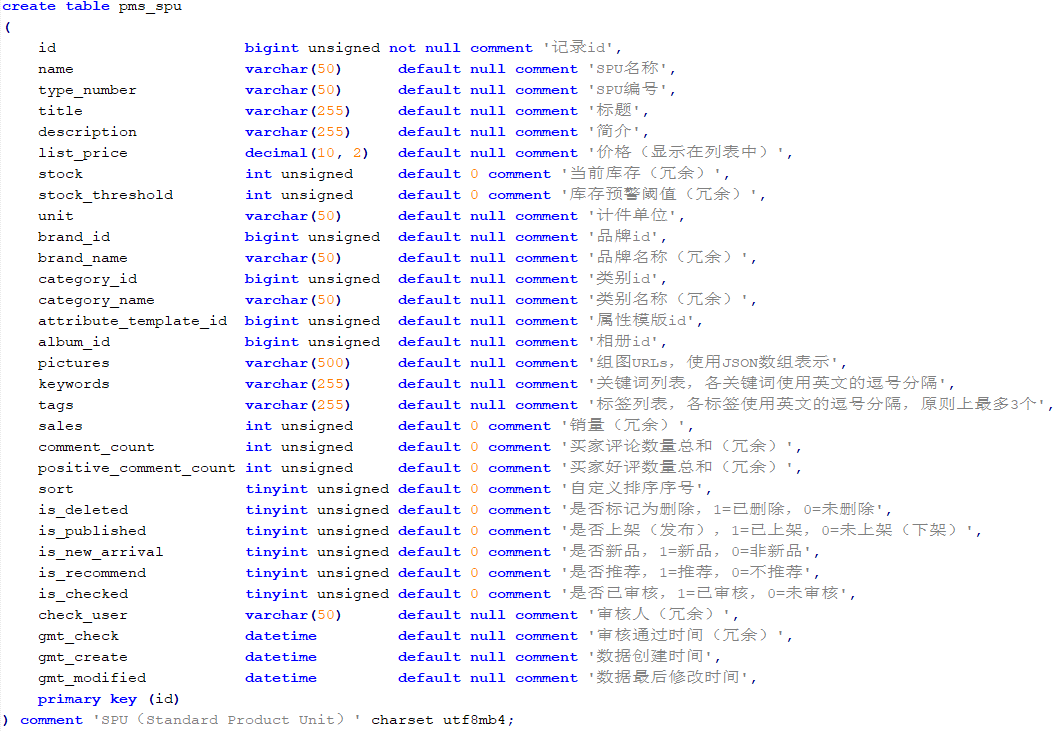 create table pms_spu
(
    id                      bigint unsigned not null comment '记录id',
    name                    varchar(50)      default null comment 'SPU名称',
    type_number             varchar(50)      default null comment 'SPU编号',
    title                   varchar(255)     default null comment '标题',
    description             varchar(255)     default null comment '简介',
    list_price              decimal(10, 2)   default null comment '价格（显示在列表中）',
    stock                   int unsigned     default 0 comment '当前库存（冗余）',
    stock_threshold         int unsigned     default 0 comment '库存预警阈值（冗余）',
    unit                    varchar(50)      default null comment '计件单位',
    brand_id                bigint unsigned  default null comment '品牌id',
    brand_name              varchar(50)      default null comment '品牌名称（冗余）',
    category_id             bigint unsigned  default null comment '类别id',
    category_name           varchar(50)      default null comment '类别名称（冗余）',
    attribute_template_id   bigint unsigned  default null comment '属性模版id',
    album_id                bigint unsigned  default null comment '相册id',
    pictures                varchar(500)     default null comment '组图URLs，使用JSON数组表示',
    keywords                varchar(255)     default null comment '关键词列表，各关键词使用英文的逗号分隔',
    tags                    varchar(255)     default null comment '标签列表，各标签使用英文的逗号分隔，原则上最多3个',
    sales                   int unsigned     default 0 comment '销量（冗余）',
    comment_count           int unsigned     default 0 comment '买家评论数量总和（冗余）',
    positive_comment_count  int unsigned     default 0 comment '买家好评数量总和（冗余）',
    sort                    tinyint unsigned default 0 comment '自定义排序序号',
    is_deleted              tinyint unsigned default 0 comment '是否标记为删除，1=已删除，0=未删除',
    is_published            tinyint unsigned default 0 comment '是否上架（发布），1=已上架，0=未上架（下架）',
    is_new_arrival          tinyint unsigned default 0 comment '是否新品，1=新品，0=非新品',
    is_recommend            tinyint unsigned default 0 comment '是否推荐，1=推荐，0=不推荐',
    is_checked              tinyint unsigned default 0 comment '是否已审核，1=已审核，0=未审核',
    check_user              varchar(50)      default null comment '审核人（冗余）',
    gmt_check               datetime         default null comment '审核通过时间（冗余）',
    gmt_create              datetime         default null comment '数据创建时间',
    gmt_modified            datetime         default null comment '数据最后修改时间',
    primary key (id)
) comment 'SPU（Standard Product Unit）' charset utf8mb4;